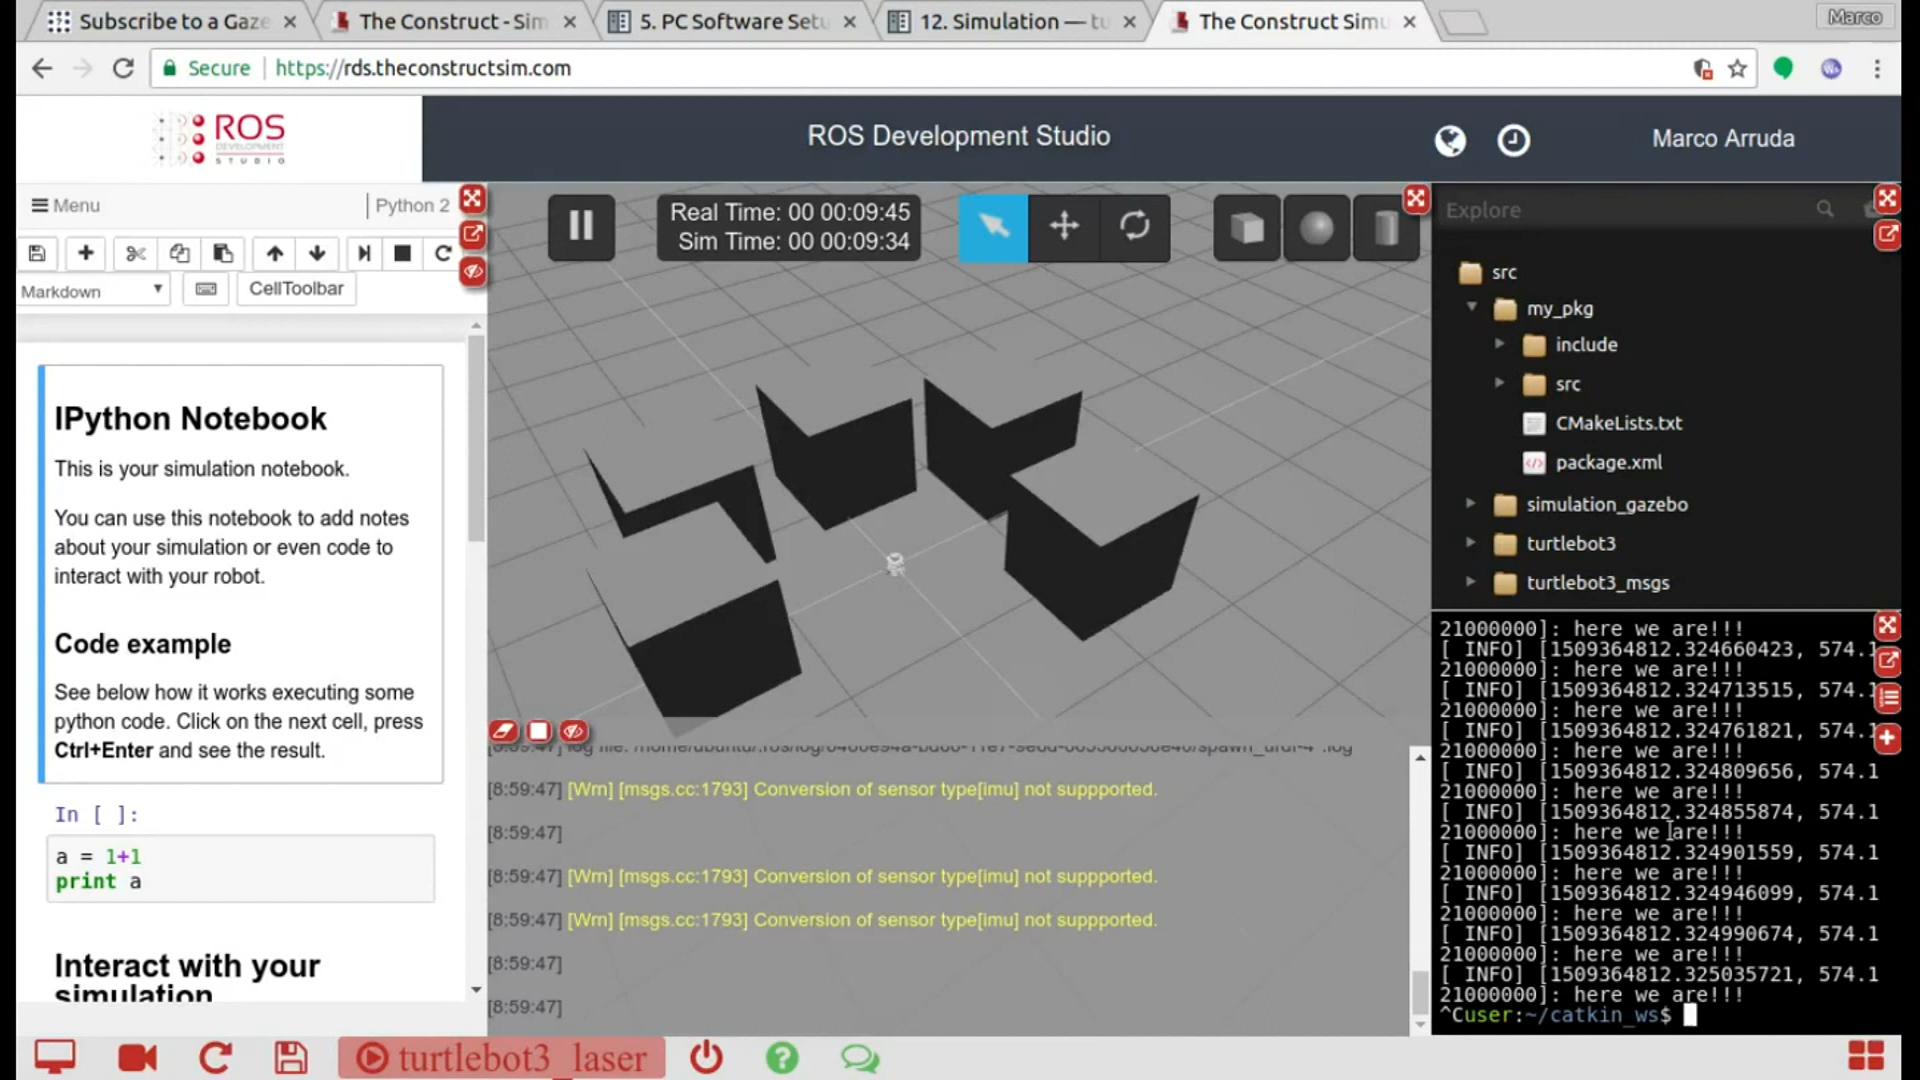 Subscribe to a Gaze
The Construct - Sim
5. PC Software Setu
12. Simulation — tu
The Construct Simu
Marco
Secure
https://rds.theconstructsim.com
ROS
DEVELOPMENT
STUDIO
ROS Development Studio
Marco Arruda
Menu
Python 2
Markdown
CellToolbar
IPython Notebook
This is your simulation notebook.
You can use this notebook to add notes
about your simulation or even code to
interact with your robot.
Code example
See below how it works executing some
python code. Click on the next cell, press
Ctrl+Enter and see the result.
In [ ]:
a = 1+1
print a
Interact with your
simulation
Real Time: 00 00:09:45
Sim Time: 00 00:09:34
[8:59:47] [Wrn] [msgs.cc:1793] Conversion of sensor type[imu] not suppported.
[8:59:47]
[8:59:47] [Wrn] [msgs.cc:1793] Conversion of sensor type[imu] not suppported.
[8:59:47] [Wrn] [msgs.cc:1793] Conversion of sensor type[imu] not suppported.
[8:59:47]
[8:59:47]
Explore
src
my_pkg
include
src
CMakeLists.txt
package.xml
simulation_gazebo
turtlebot3
turtlebot3_msgs
21000000]: here we are!!!
[ INFO] [1509364812.324660423, 574.1
21000000]: here we are!!!
[ INFO] [1509364812.324713515, 574.1
21000000]: here we are!!!
[ INFO] [1509364812.324761821, 574.1
21000000]: here we are!!!
[ INFO] [1509364812.324809656, 574.1
21000000]: here we are!!!
[ INFO] [1509364812.324855874, 574.1
21000000]: here we are!!!
[ INFO] [1509364812.324901559, 574.1
21000000]: here we are!!!
[ INFO] [1509364812.324946099, 574.1
21000000]: here we are!!!
[ INFO] [1509364812.324990674, 574.1
21000000]: here we are!!!
[ INFO] [1509364812.325035721, 574.1
21000000]: here we are!!!
^Cuser:~/catkin_ws$
turtlebot3_laser